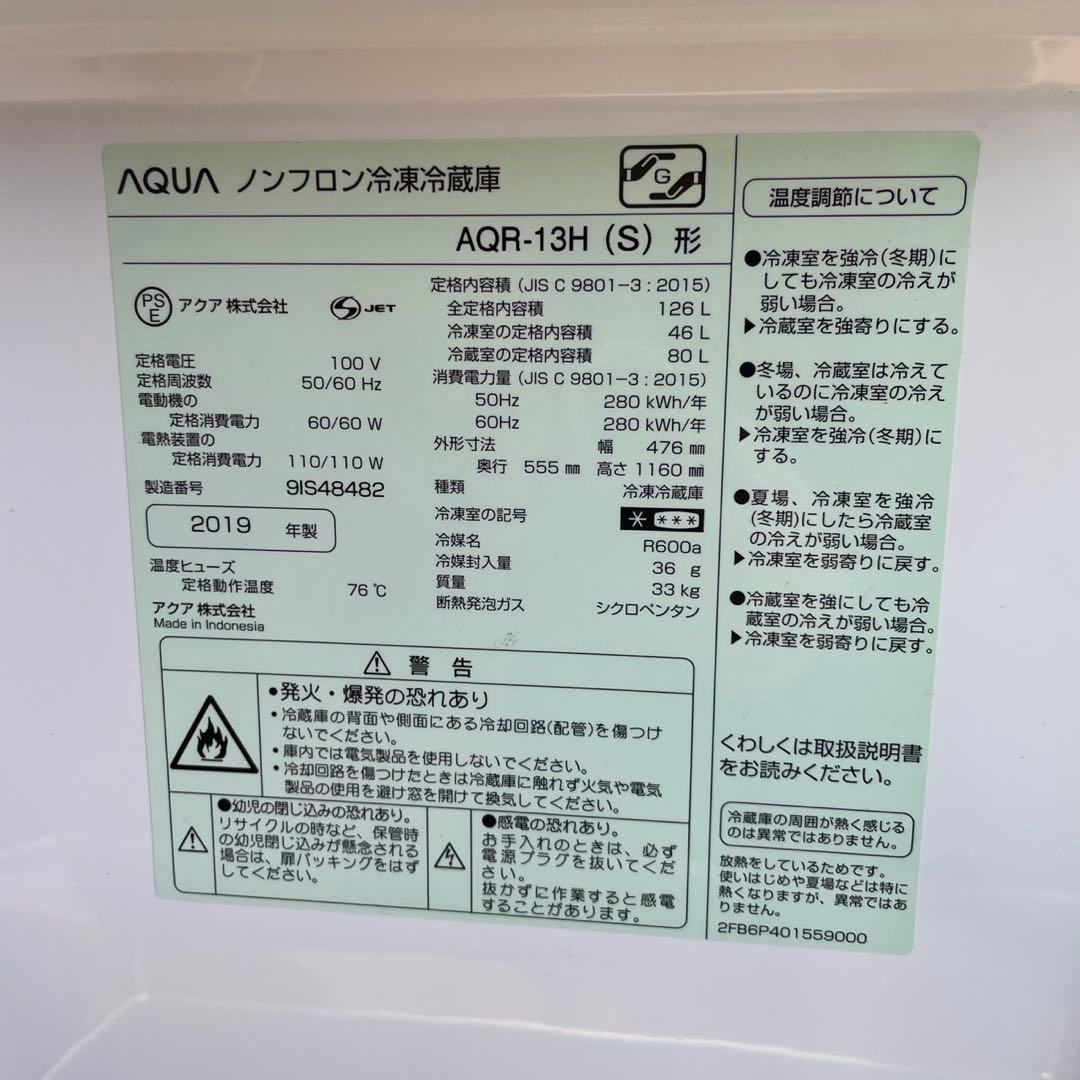 AQUA ノンフロン冷凍冷蔵庫
G
AQR-13H (S) 形
PS
E
アクア 株式会社
JET
定格電圧 100 V
定格周波数 50/60 Hz
電動機の
定格消費電力 60/60 W
電熱装置の
定格消費電力 110/110 W
製造番号 9IS48482
2019 年製
温度ヒューズ
定格動作温度 76 ℃
アクア 株式会社
Made in Indonesia
定格内容積 (JIS C 9801-3 : 2015)
全定格内容積 126 L
冷凍室の定格内容積 46 L
冷蔵室の定格内容積 80 L
消費電力量 (JIS C 9801-3 : 2015)
50Hz 280 kWh/年
60Hz 280 kWh/年
外形寸法 幅 476 ㎜
奥行 555 ㎜ 高さ 1160 ㎜
種類 冷凍冷蔵庫
冷凍室の記号 * ***
冷媒名 R600a
冷媒封入量 36 g
質量 33 kg
断熱発泡ガス シクロペンタン
警 告
●発火・爆発の恐れあり
・冷蔵庫の背面や側面にある冷却回路(配管)を傷つけ
ないでください。
・庫内では電気製品を使用しないでください。
・冷却回路を傷つけたときは冷蔵庫に触れず火気や電気
製品の使用を避け窓を開けて換気してください。
●幼児の閉じ込みの恐れあり。
リサイクルの時など、保管時
の幼児閉じ込みが懸念される
場合は、扉パッキングをはず
してください。
●感電の恐れあり。
お手入れのときは、必ず
電源プラグを抜いてくだ
さい。
抜かずに作業すると感電
することがあります。
温度調節について
●冷凍室を強冷(冬期)に
しても冷凍室の冷えが
弱い場合。
▶冷蔵室を強寄りにする。
●冬場、冷蔵室は冷えて
いるのに冷凍室の冷え
が弱い場合。
▶冷凍室を強冷(冬期)に
する。
●夏場、冷凍室を強冷
(冬期)にしたら冷蔵室
の冷えが弱い場合。
▶冷凍室を弱寄りに戻す。
●冷蔵室を強にしても冷
蔵室の冷えが弱い場合。
▶冷凍室を弱寄りに戻す。
くわしくは取扱説明書
をお読みください。
冷蔵庫の周囲が熱く感じる
のは異常ではありません。
放熱をしているためです。
使いはじめや夏場などは特に
熱くなりますが、異常ではあ
りません。
2FB6P401559000